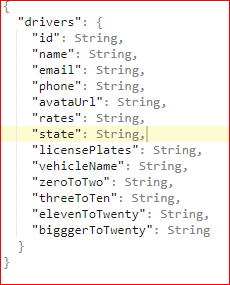 {
"drivers": {
"id": String,
"name": String,
"email": String,
"phone": String,
"avataUrl": String,
"rates": String,
"state": String,
"licensePlates": String,
"vehicleName": String,
"zeroToTwo": String,
"threeToTen": String,
"elevenToTwenty": String,
"bigggerToTwenty": String
}
}